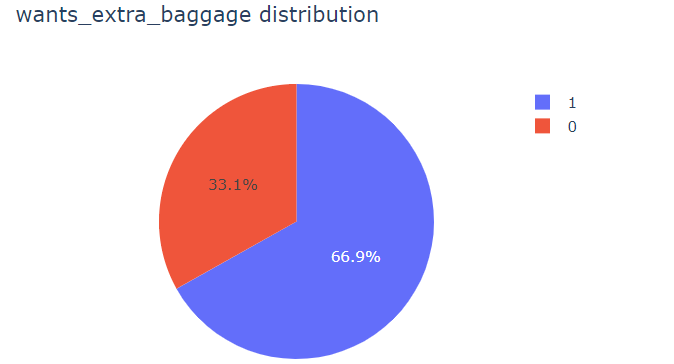 wants_extra_baggage distribution
1
0
33.1%
66.9%